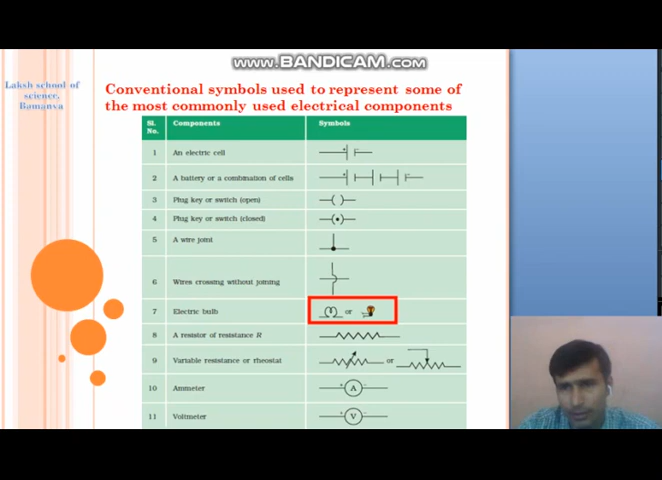 www.BANDICAM.com
Laksh school of
science,
Bamanva
Conventional symbols used to represent some of
the most commonly used electrical components
Sl. No. Components Symbols
1 An electric cell
2 A battery or a combination of cells
3 Plug key or switch (open)
4 Plug key or switch (closed)
5 A wire joint
6 Wires crossing without joining
7 Electric bulb or
8 A resistor of resistance R
9 Variable resistance or rheostat or
10 Ammeter + A −
11 Voltmeter + V −